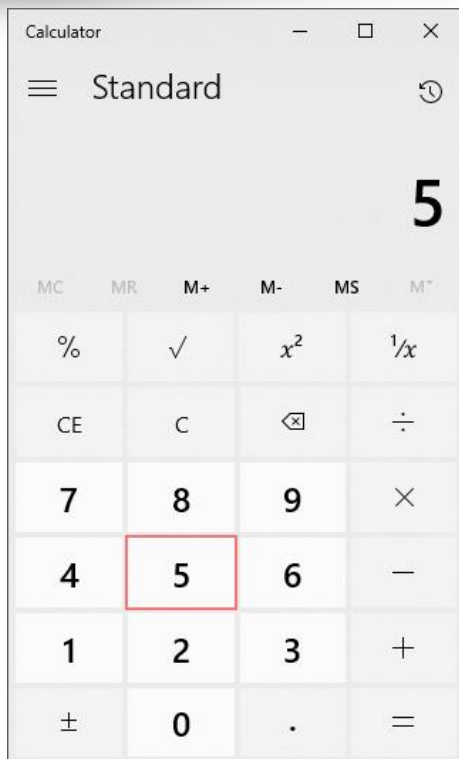 Calculator
Standard
5
MC MR M+ M- MS M˅
% √ x² ¹/x
CE C ÷
7 8 9 ×
4 5 6 −
1 2 3 +
± 0 . =